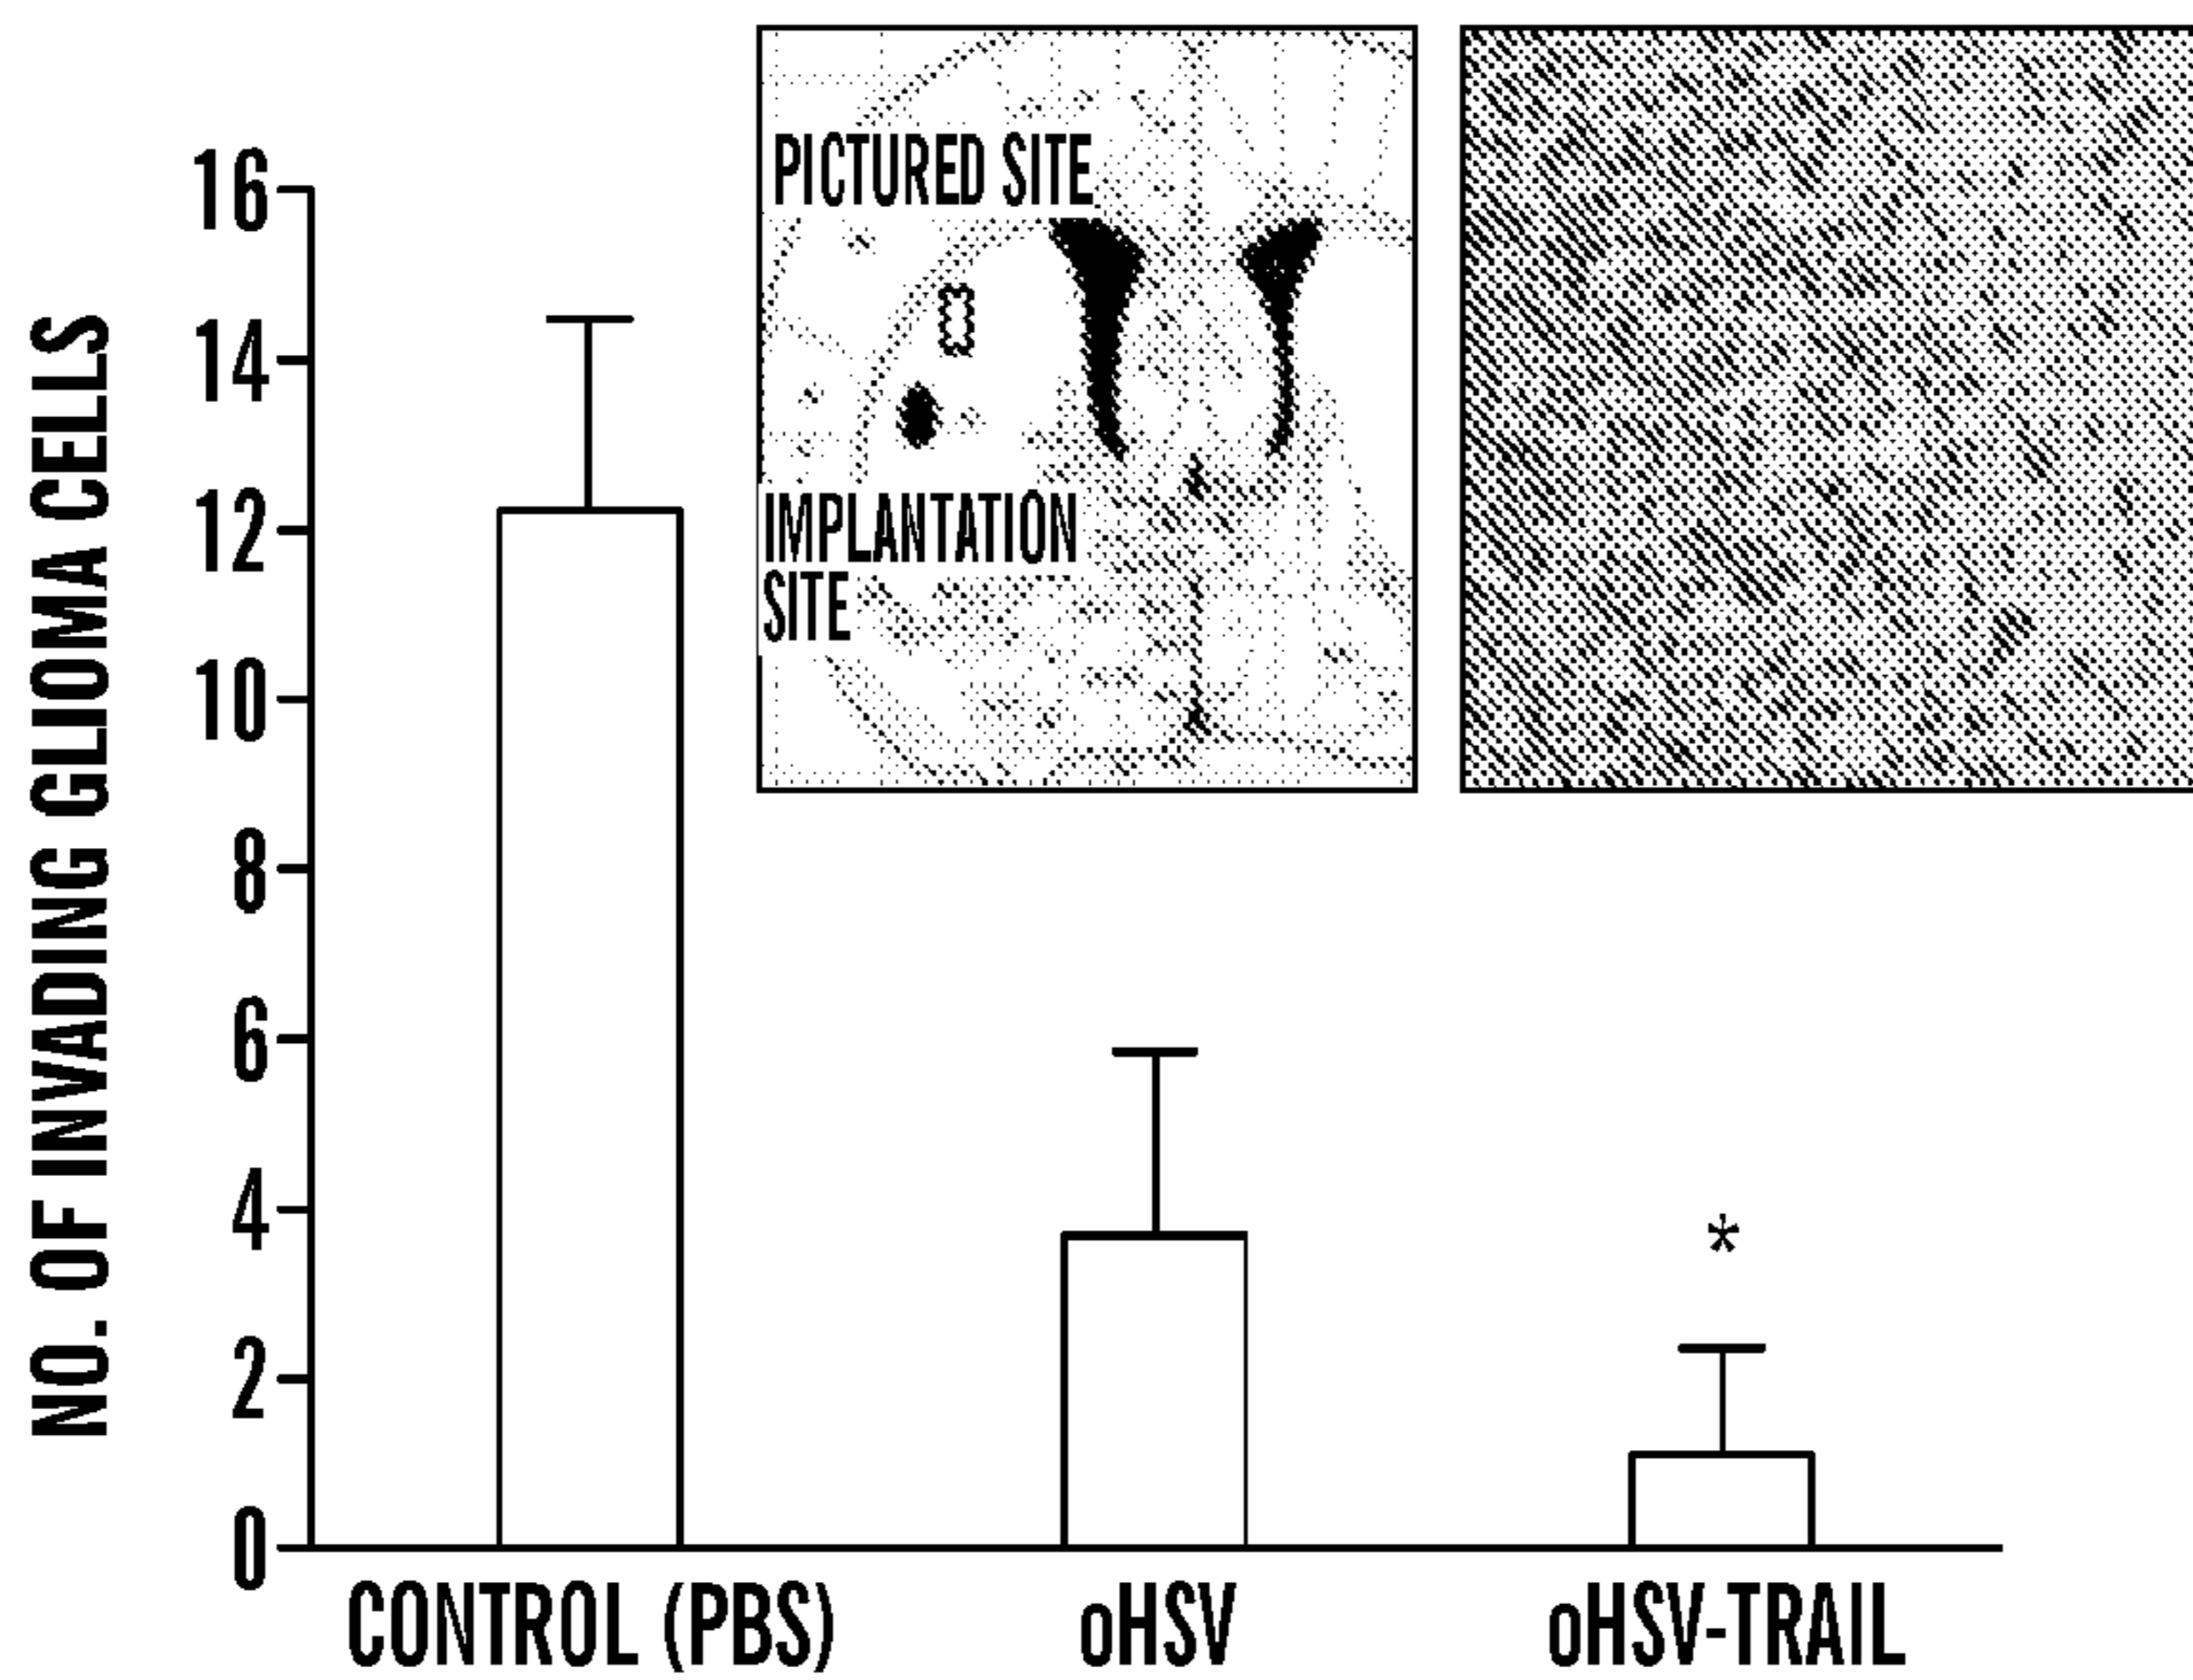 NO. OF INVADING GLIOMA CELLS
16
14
12
10
8
6
4
2
0
PICTURED SITE
IMPLANTATION
SITE
*
CONTROL (PBS)
oHSV
oHSV-TRAIL